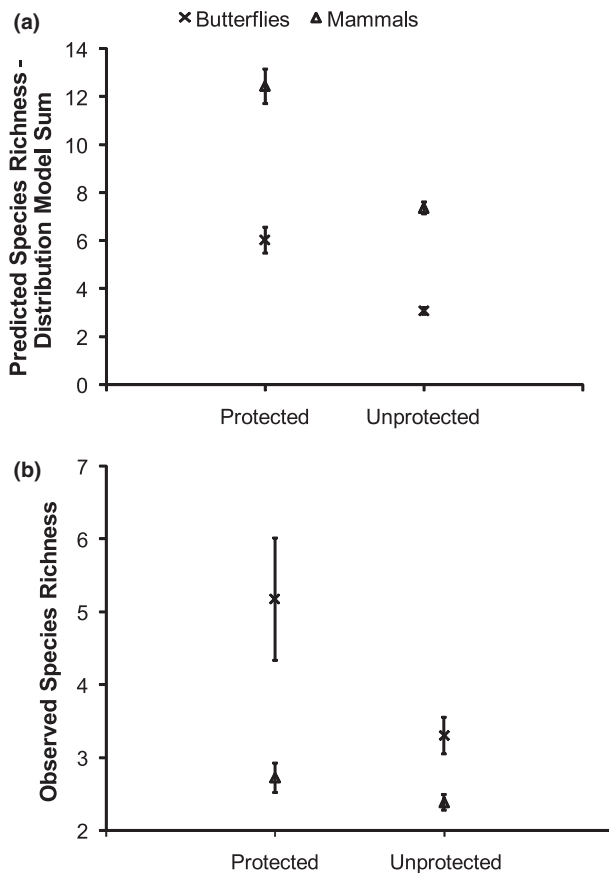 (a)
Butterflies Mammals
Predicted Species Richness -
Distribution Model Sum
14
12
10
8
6
4
2
0
Protected Unprotected
(b)
Observed Species Richness
7
6
5
4
3
2
Protected Unprotected